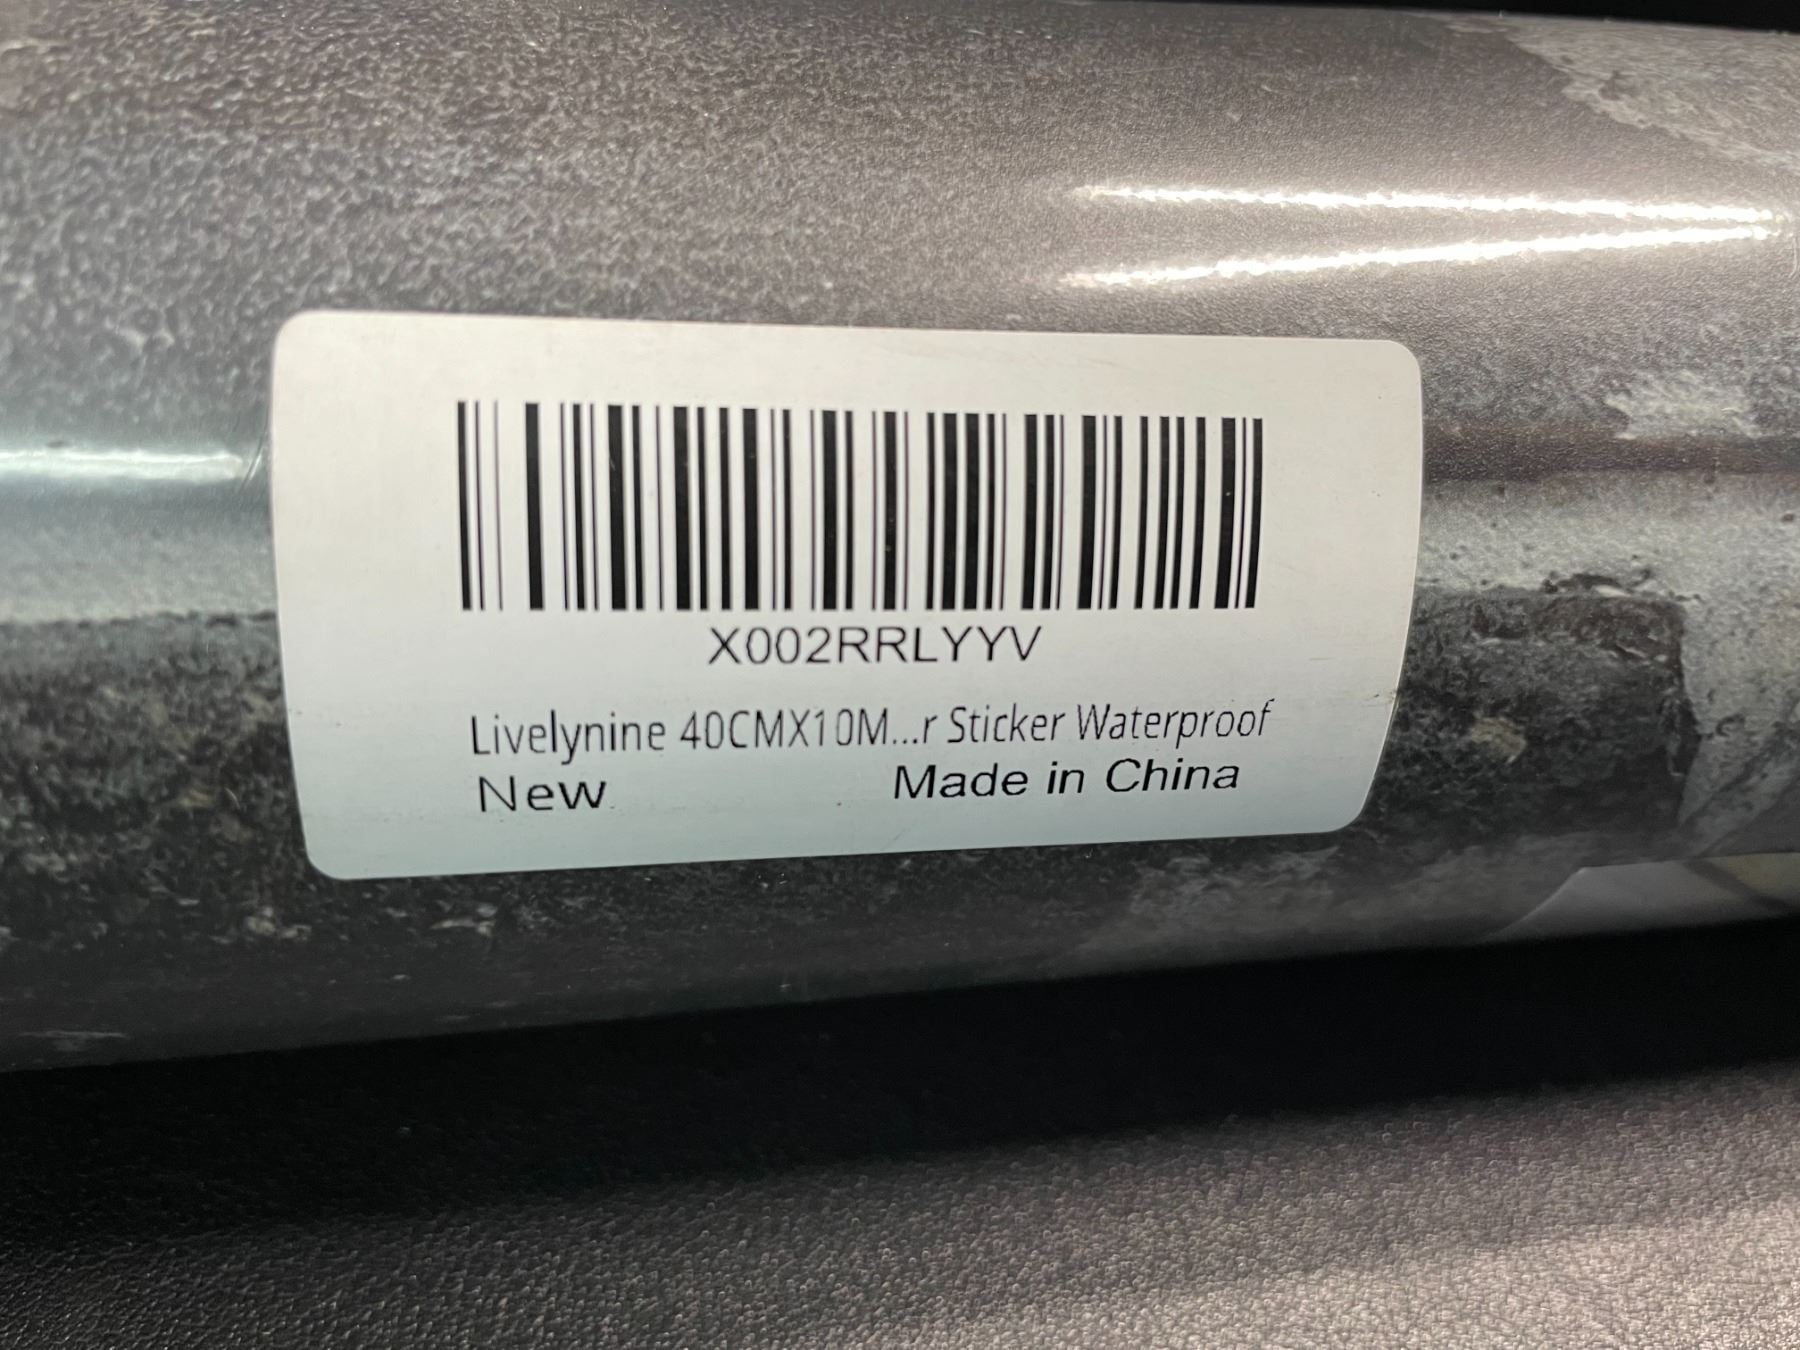 X002RRLYYV
Livelynine 40CMX10M...r Sticker Waterproof
New Made in China